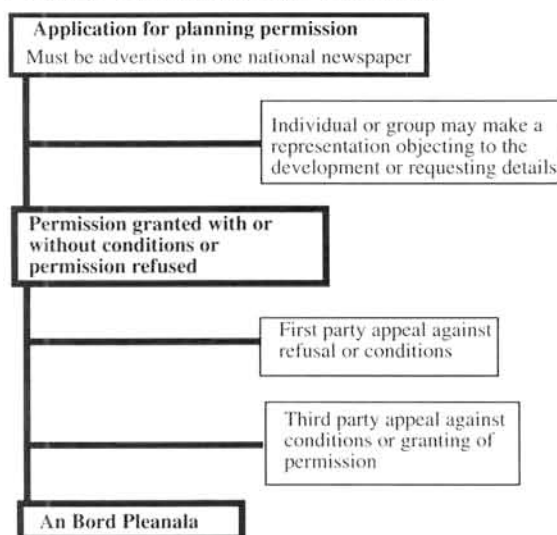 Application for planning permission
Must be advertised in one national newspaper
Individual or group may make a
representation objecting to the
development or requesting details
Permission granted with or
without conditions or
permission refused
First party appeal against
refusal or conditions
Third party appeal against
conditions or granting of
permission
An Bord Pleanala